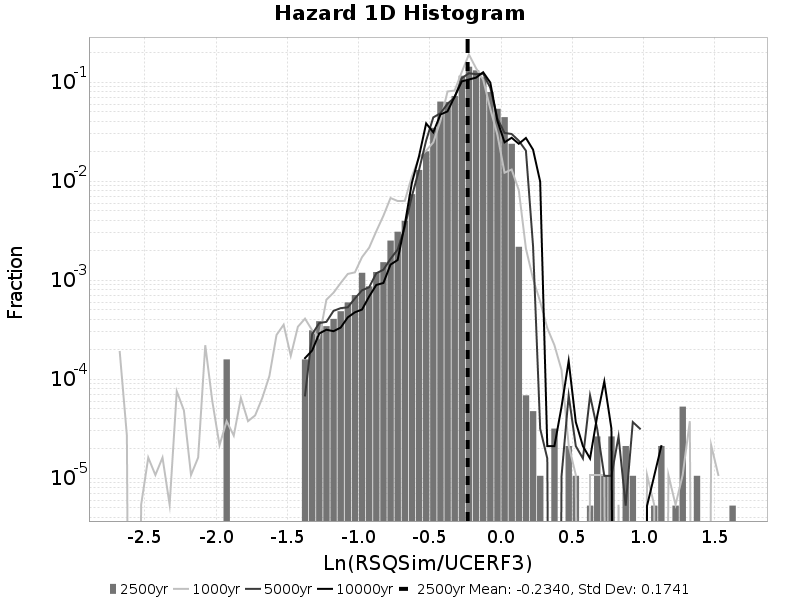 Hazard 1D Histogram
Fraction
10-1
10-2
10-3
10-4
10-5
-2.5 -2.0 -1.5 -1.0 -0.5 0.0 0.5 1.0 1.5
Ln(RSQSim/UCERF3)
2500yr 1000yr 5000yr 10000yr 2500yr Mean: -0.2340, Std Dev: 0.1741